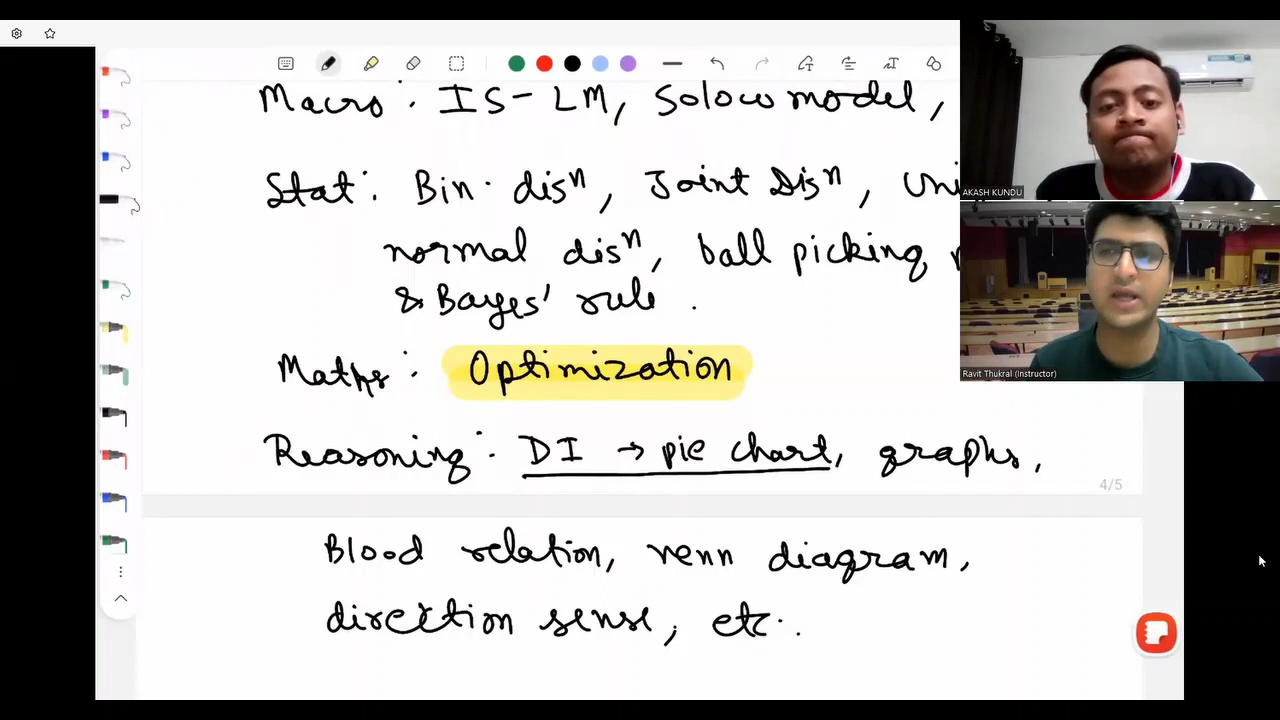 Macro: IS-LM, Solow model,
Stat: Bin. disⁿ, Joint Disⁿ, Uni
normal disⁿ, ball picking
& Bayes' rule.
Maths: Optimization
Reasoning: DI → pie chart, graphs,
4/5
Blood relation, venn diagram,
direction sense, etc.
AKASH KUNDU
Ravit Thukral (Instructor)